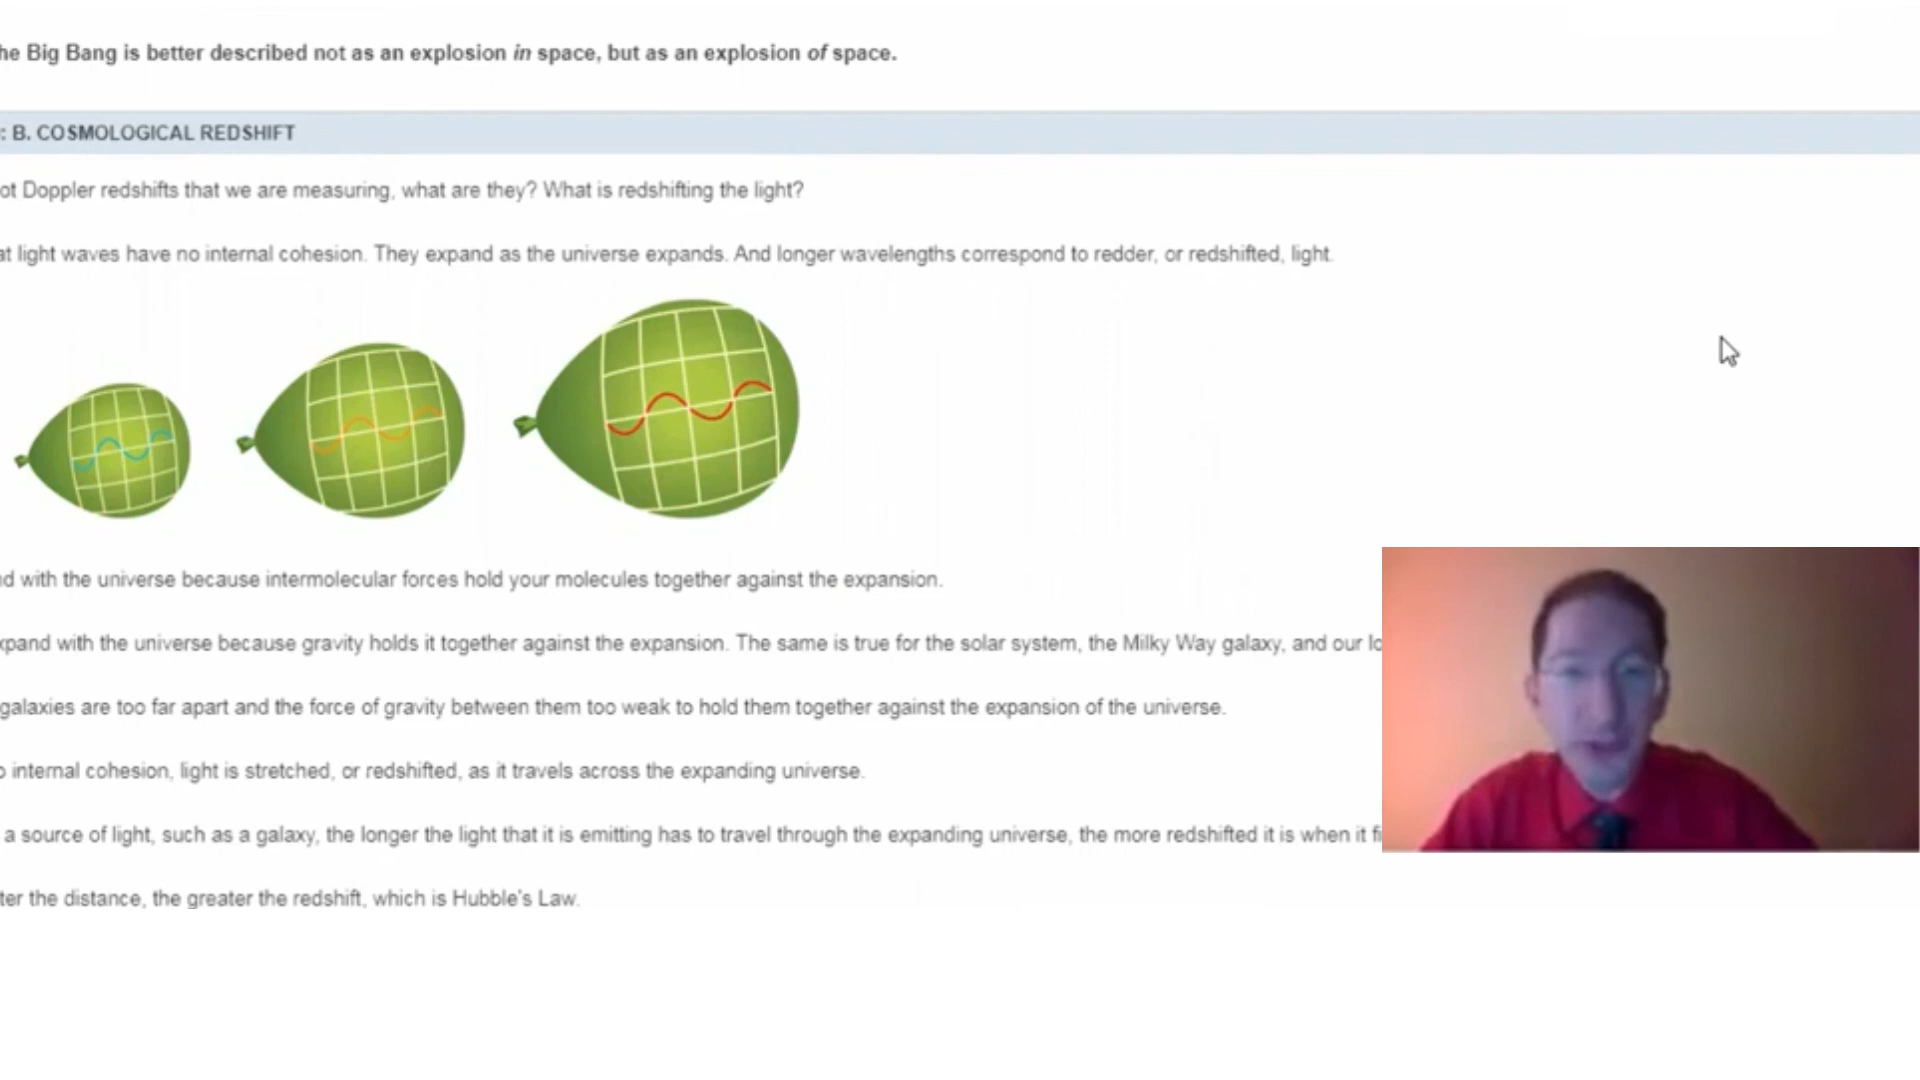 he Big Bang is better described not as an explosion in space, but as an explosion of space.
: B. COSMOLOGICAL REDSHIFT
ot Doppler redshifts that we are measuring, what are they? What is redshifting the light?
at light waves have no internal cohesion. They expand as the universe expands. And longer wavelengths correspond to redder, or redshifted, light.
d with the universe because intermolecular forces hold your molecules together against the expansion.
xpand with the universe because gravity holds it together against the expansion. The same is true for the solar system, the Milky Way galaxy, and our lo
galaxies are too far apart and the force of gravity between them too weak to hold them together against the expansion of the universe.
o internal cohesion, light is stretched, or redshifted, as it travels across the expanding universe.
a source of light, such as a galaxy, the longer the light that it is emitting has to travel through the expanding universe, the more redshifted it is when it fi
ter the distance, the greater the redshift, which is Hubble's Law.